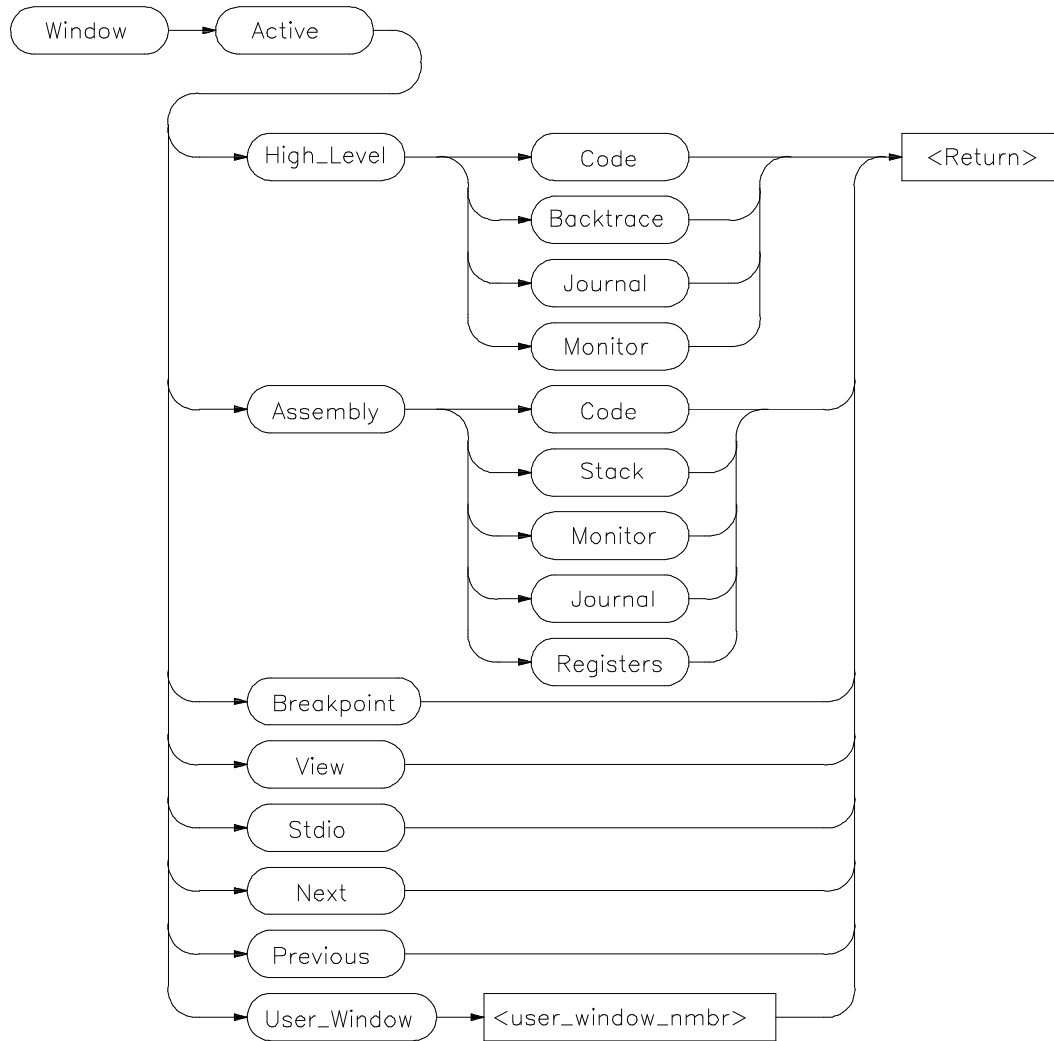 Window Active
High_Level Code <Return>
Backtrace
Journal
Monitor
Assembly Code
Stack
Monitor
Journal
Registers
Breakpoint
View
Stdio
Next
Previous
User_Window <user_window_nmbr>